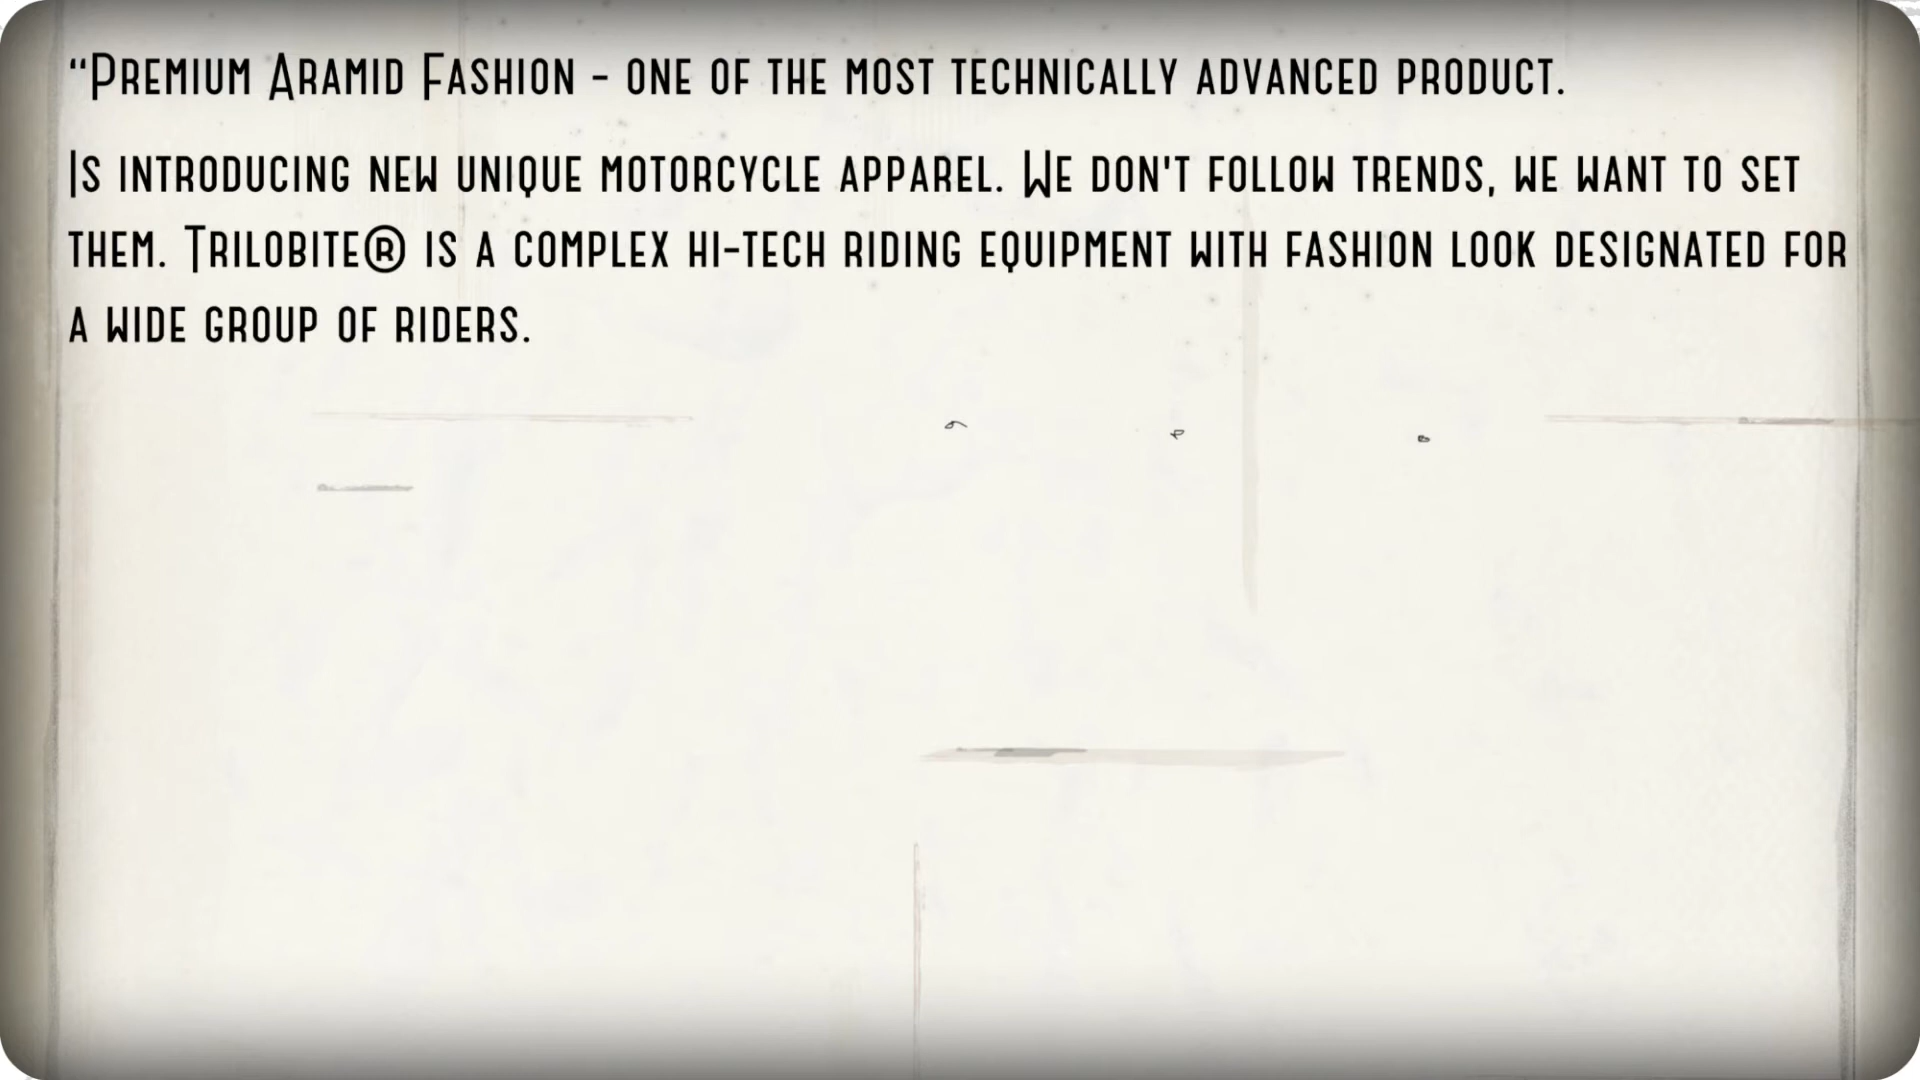 “Premium Aramid Fashion - one of the most technically advanced product.
Is introducing new unique motorcycle apparel. We don't follow trends, we want to set
them. Trilobite® is a complex hi-tech riding equipment with fashion look designated for
a wide group of riders.